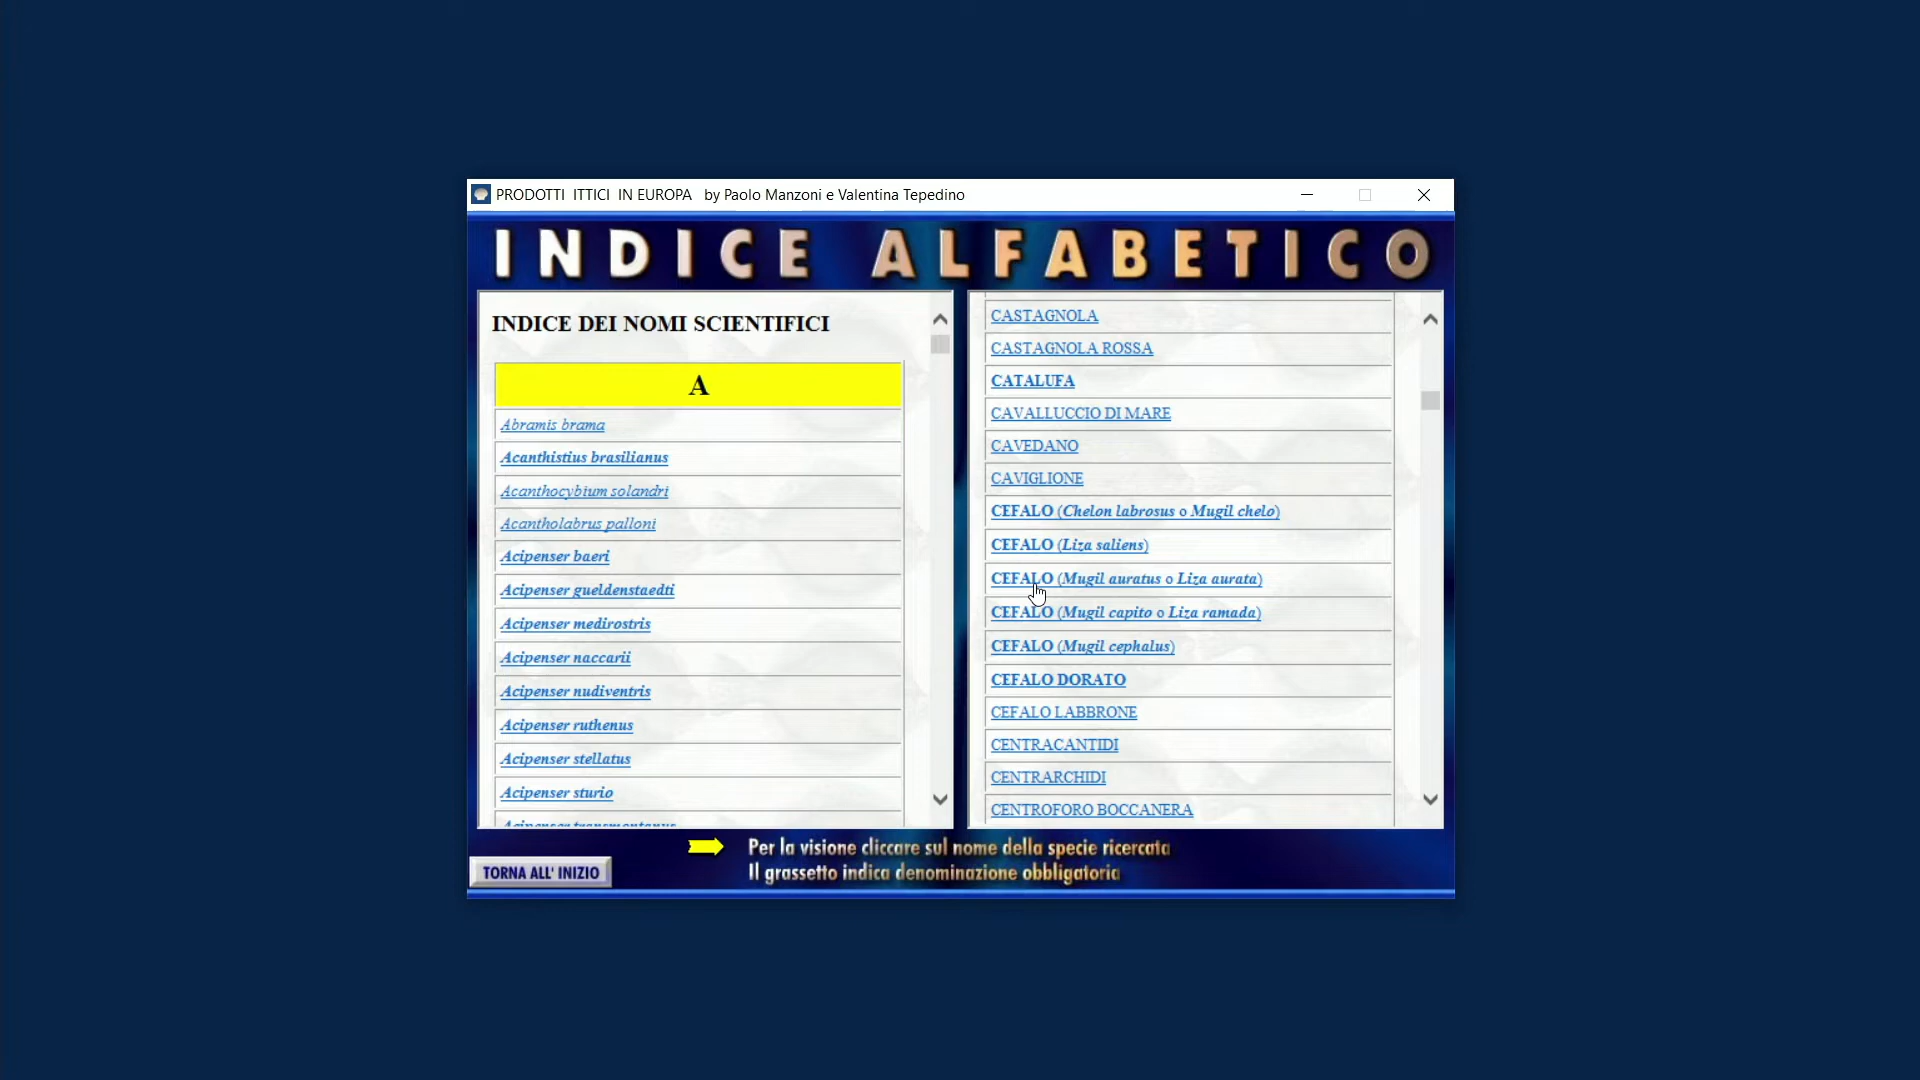 PRODOTTI ITTICI IN EUROPA by Paolo Manzoni e Valentina Tepedino
INDICE ALFABETICO
INDICE DEI NOMI SCIENTIFICI
A
Abramis brama
Acanthistius brasilianus
Acanthocybium solandri
Acantholabrus palloni
Acipenser baeri
Acipenser gueldenstaedti
Acipenser medirostris
Acipenser naccarii
Acipenser nudiventris
Acipenser ruthenus
Acipenser stellatus
Acipenser sturio
Acipenser transmontanus
CASTAGNOLA
CASTAGNOLA ROSSA
CATALUFA
CAVALLUCCIO DI MARE
CAVEDANO
CAVIGLIONE
CEFALO (Chelon labrosus o Mugil chelo)
CEFALO (Liza saliens)
CEFALO (Mugil auratus o Liza aurata)
CEFALO (Mugil capito o Liza ramada)
CEFALO (Mugil cephalus)
CEFALO DORATO
CEFALO LABBRONE
CENTRACANTIDI
CENTRARCHIDI
CENTROFORO BOCCANERA
Per la visione cliccare sul nome della specie ricercata
Il grassetto indica denominazione obbligatoria
TORNA ALL' INIZIO